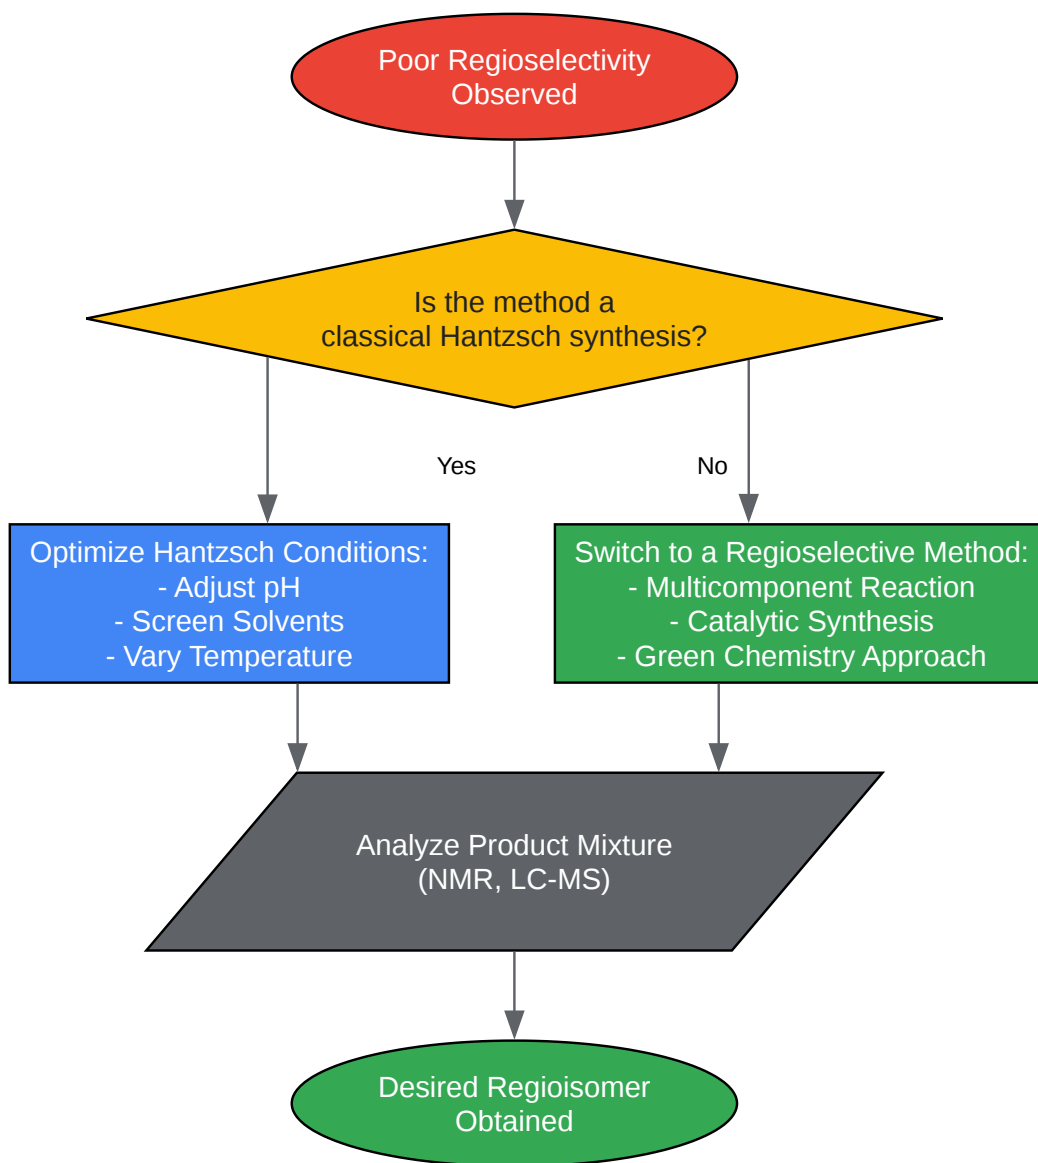 Poor Regioselectivity
Observed
Is the method a
classical Hantzsch synthesis?
Yes
No
Optimize Hantzsch Conditions:
- Adjust pH
- Screen Solvents
- Vary Temperature
Switch to a Regioselective Method:
- Multicomponent Reaction
- Catalytic Synthesis
- Green Chemistry Approach
Analyze Product Mixture
(NMR, LC-MS)
Desired Regioisomer
Obtained